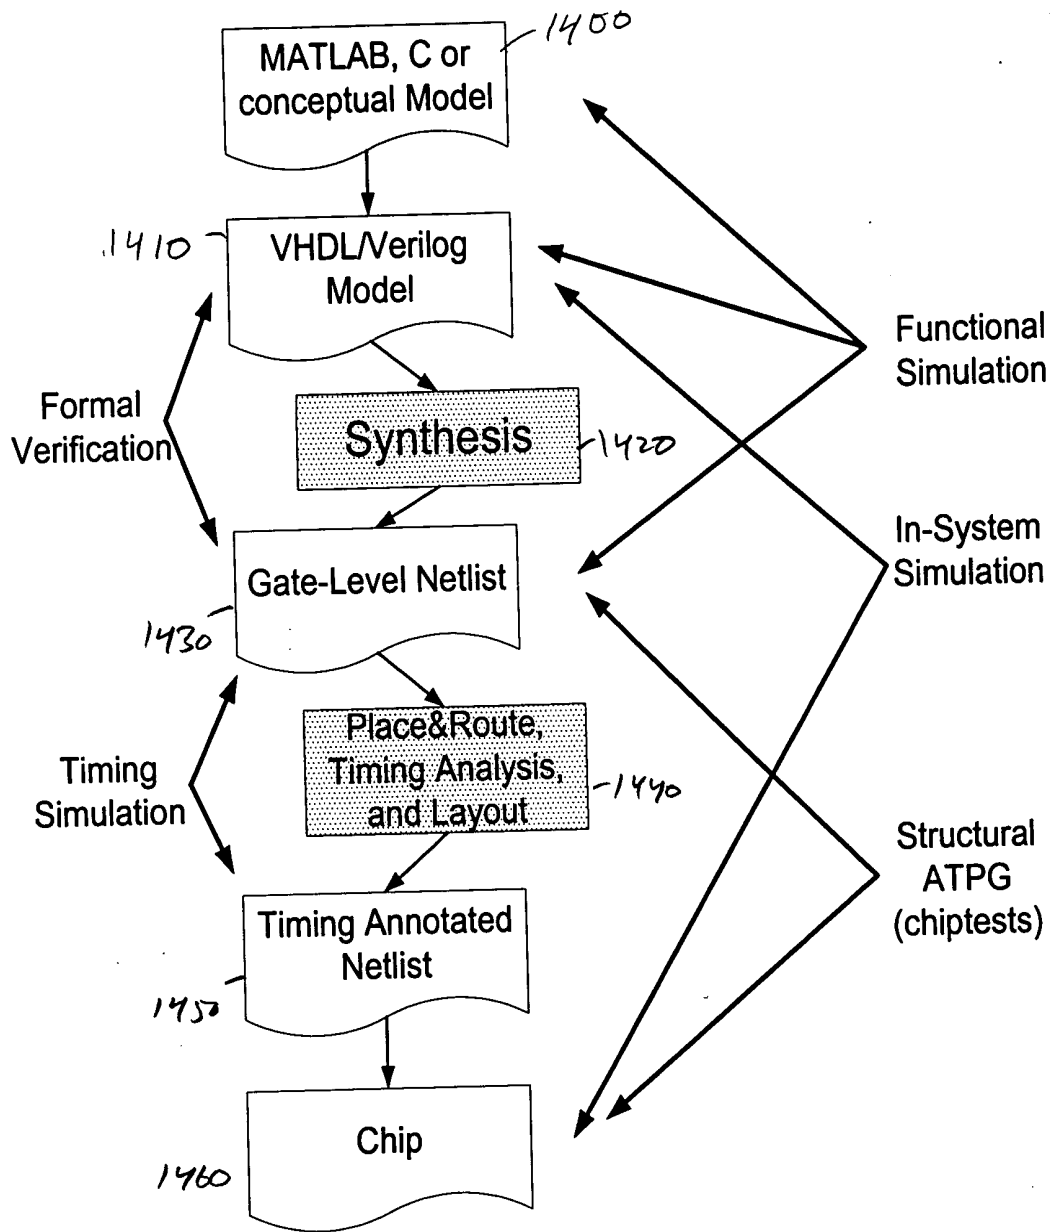 1400
MATLAB, C or
conceptual Model
1410
VHDL/Verilog
Model
Functional
Simulation
Formal
Verification
Synthesis
1420
In-System
Simulation
Gate-Level Netlist
1430
Place&Route,
Timing Analysis,
and Layout
1440
Timing
Simulation
Structural
ATPG
(chiptests)
Timing Annotated
Netlist
1450
Chip
1460